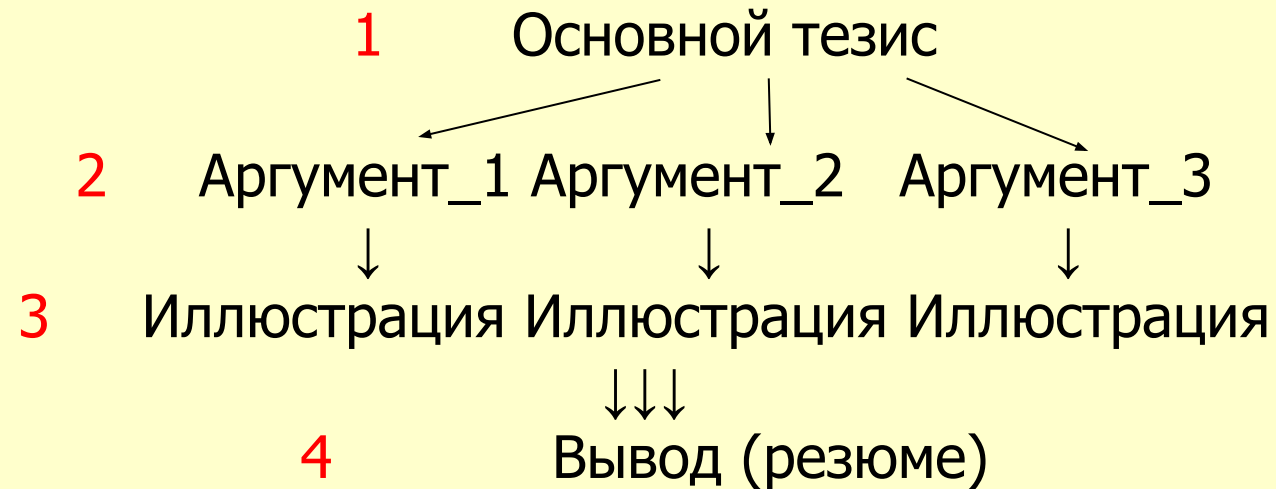 1 Основной тезис
2 Аргумент_1 Аргумент_2 Аргумент_3
↓ ↓ ↓
3 Иллюстрация Иллюстрация Иллюстрация
↓↓↓
4 Вывод (резюме)